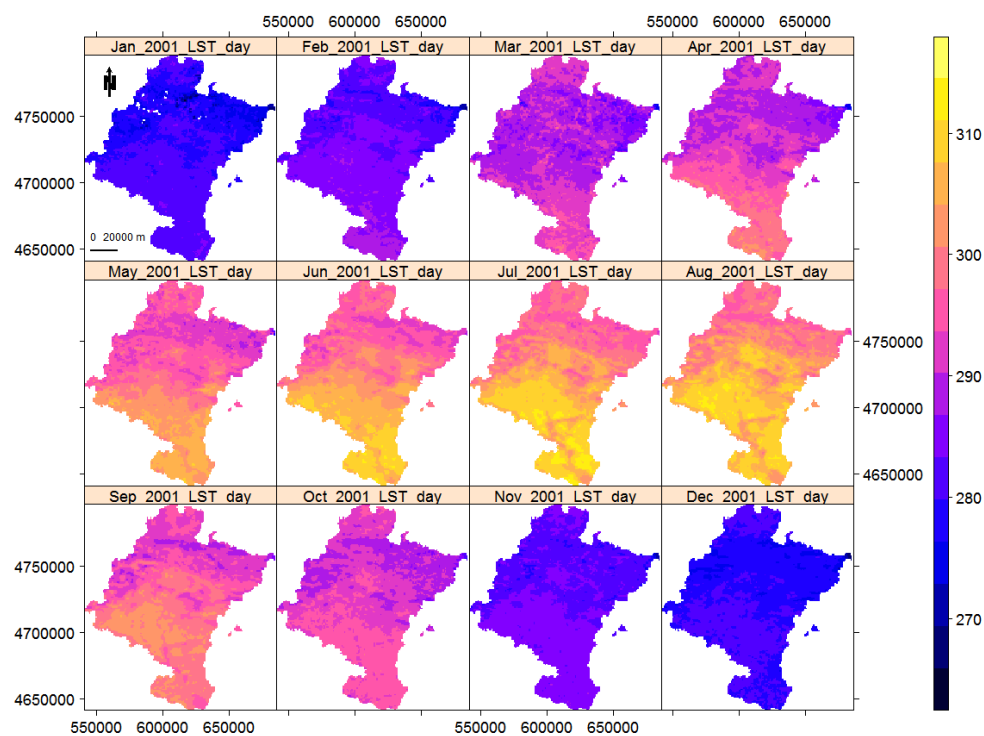 550000 600000 650000
550000 600000 650000
Jan_2001_LST_day
Feb_2001_LST_day
Mar_2001_LST_day
Apr_2001_LST_day
N
4750000
4700000
4650000
0 20000 m
310
300
290
280
270
May_2001_LST_day
Jun_2001_LST_day
Jul_2001_LST_day
Aug_2001_LST_day
4750000
4700000
4650000
Sep_2001_LST_day
Oct_2001_LST_day
Nov_2001_LST_day
Dec_2001_LST_day
4750000
4700000
4650000
550000 600000 650000
550000 600000 650000